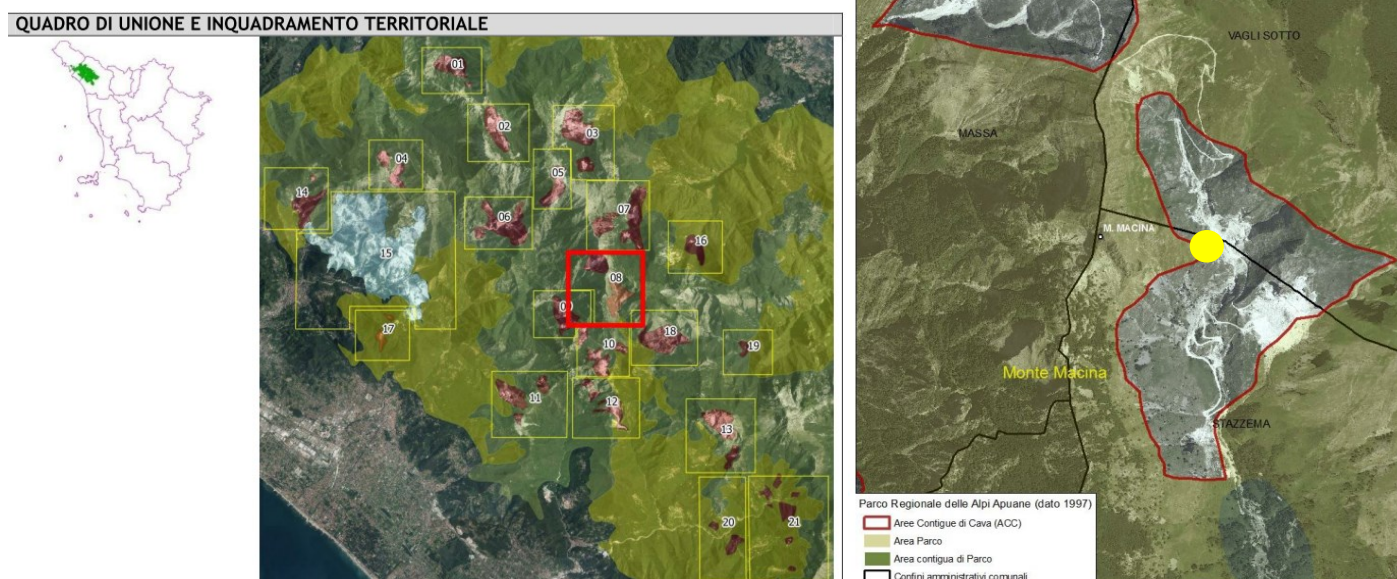 QUADRO DI UNIONE E INQUADRAMENTO TERRITORIALE
01
02
03
04
05
14
06
07
16
15
08
09
17
10
18
19
11
12
13
20
21
VAGLI SOTTO
MASSA
M. MACINA
Monte Macina
STAZZEMA
Parco Regionale delle Alpi Apuane (dato 1997)
Aree Contigue di Cava (ACC)
Area Parco
Area contigua di Parco
Confini amministrativi comunali